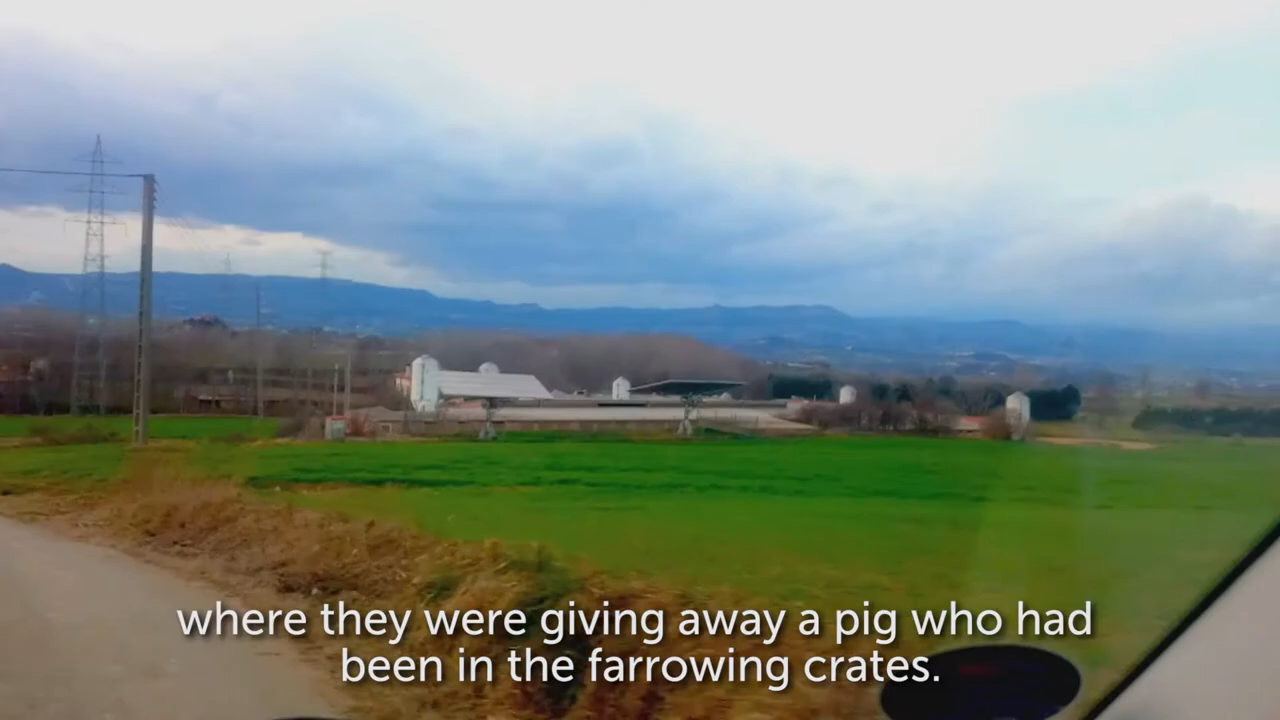 where they were giving away a pig who had
been in the farrowing crates.